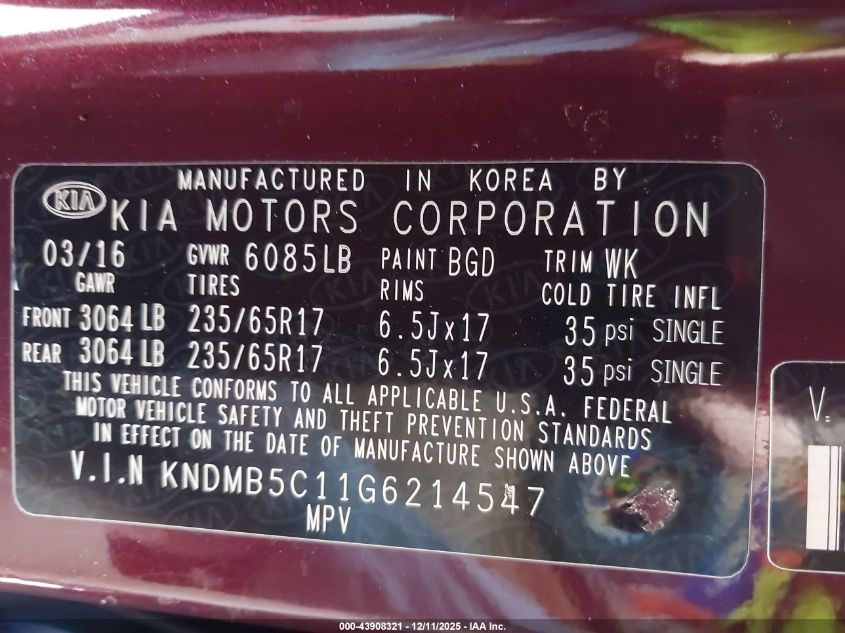 MANUFACTURED IN KOREA BY
KIA KIA MOTORS CORPORATION
03/16 GVWR 6085LB PAINT BGD TRIM WK
GAWR TIRES RIMS COLD TIRE INFL
FRONT 3064 LB 235/65R17 6.5Jx17 35 psi SINGLE
REAR 3064 LB 235/65R17 6.5Jx17 35 psi SINGLE
THIS VEHICLE CONFORMS TO ALL APPLICABLE U.S.A. FEDERAL
MOTOR VEHICLE SAFETY AND THEFT PREVENTION STANDARDS
IN EFFECT ON THE DATE OF MANUFACTURE SHOWN ABOVE
V.I.N KNDMB5C11G6214547
MPV
V:
000-43908321 - 12/11/2025 - IAA Inc.